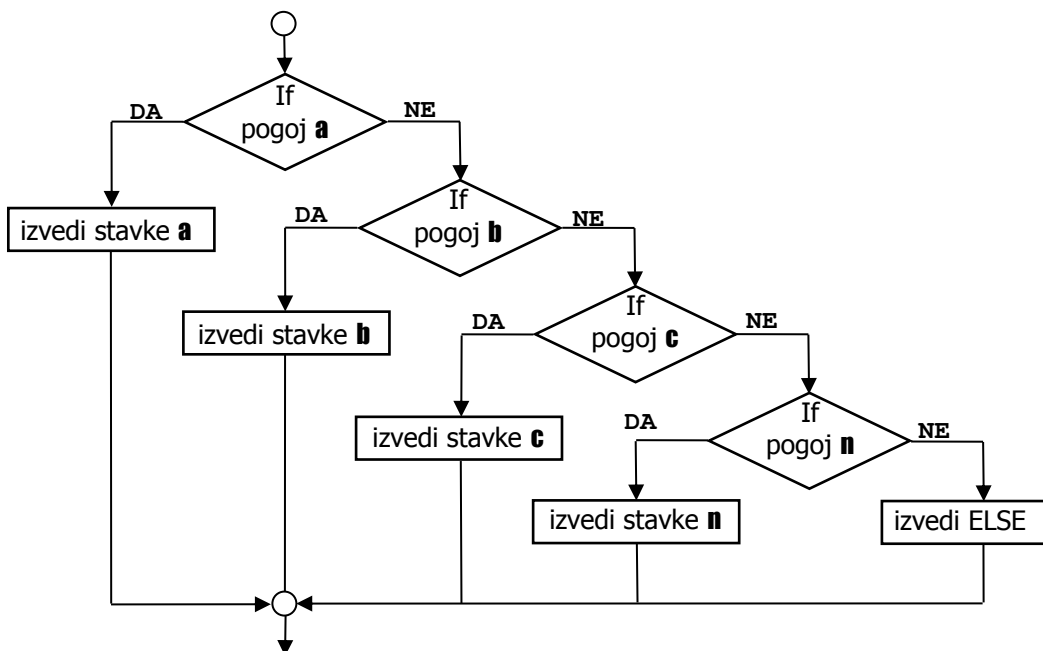 If
DA
NE
pogoj a
If
DA
NE
izvedi stavke a
pogoj b
If
DA
NE
izvedi stavke b
pogoj c
If
DA
NE
izvedi stavke c
pogoj n
izvedi stavke n
izvedi ELSE